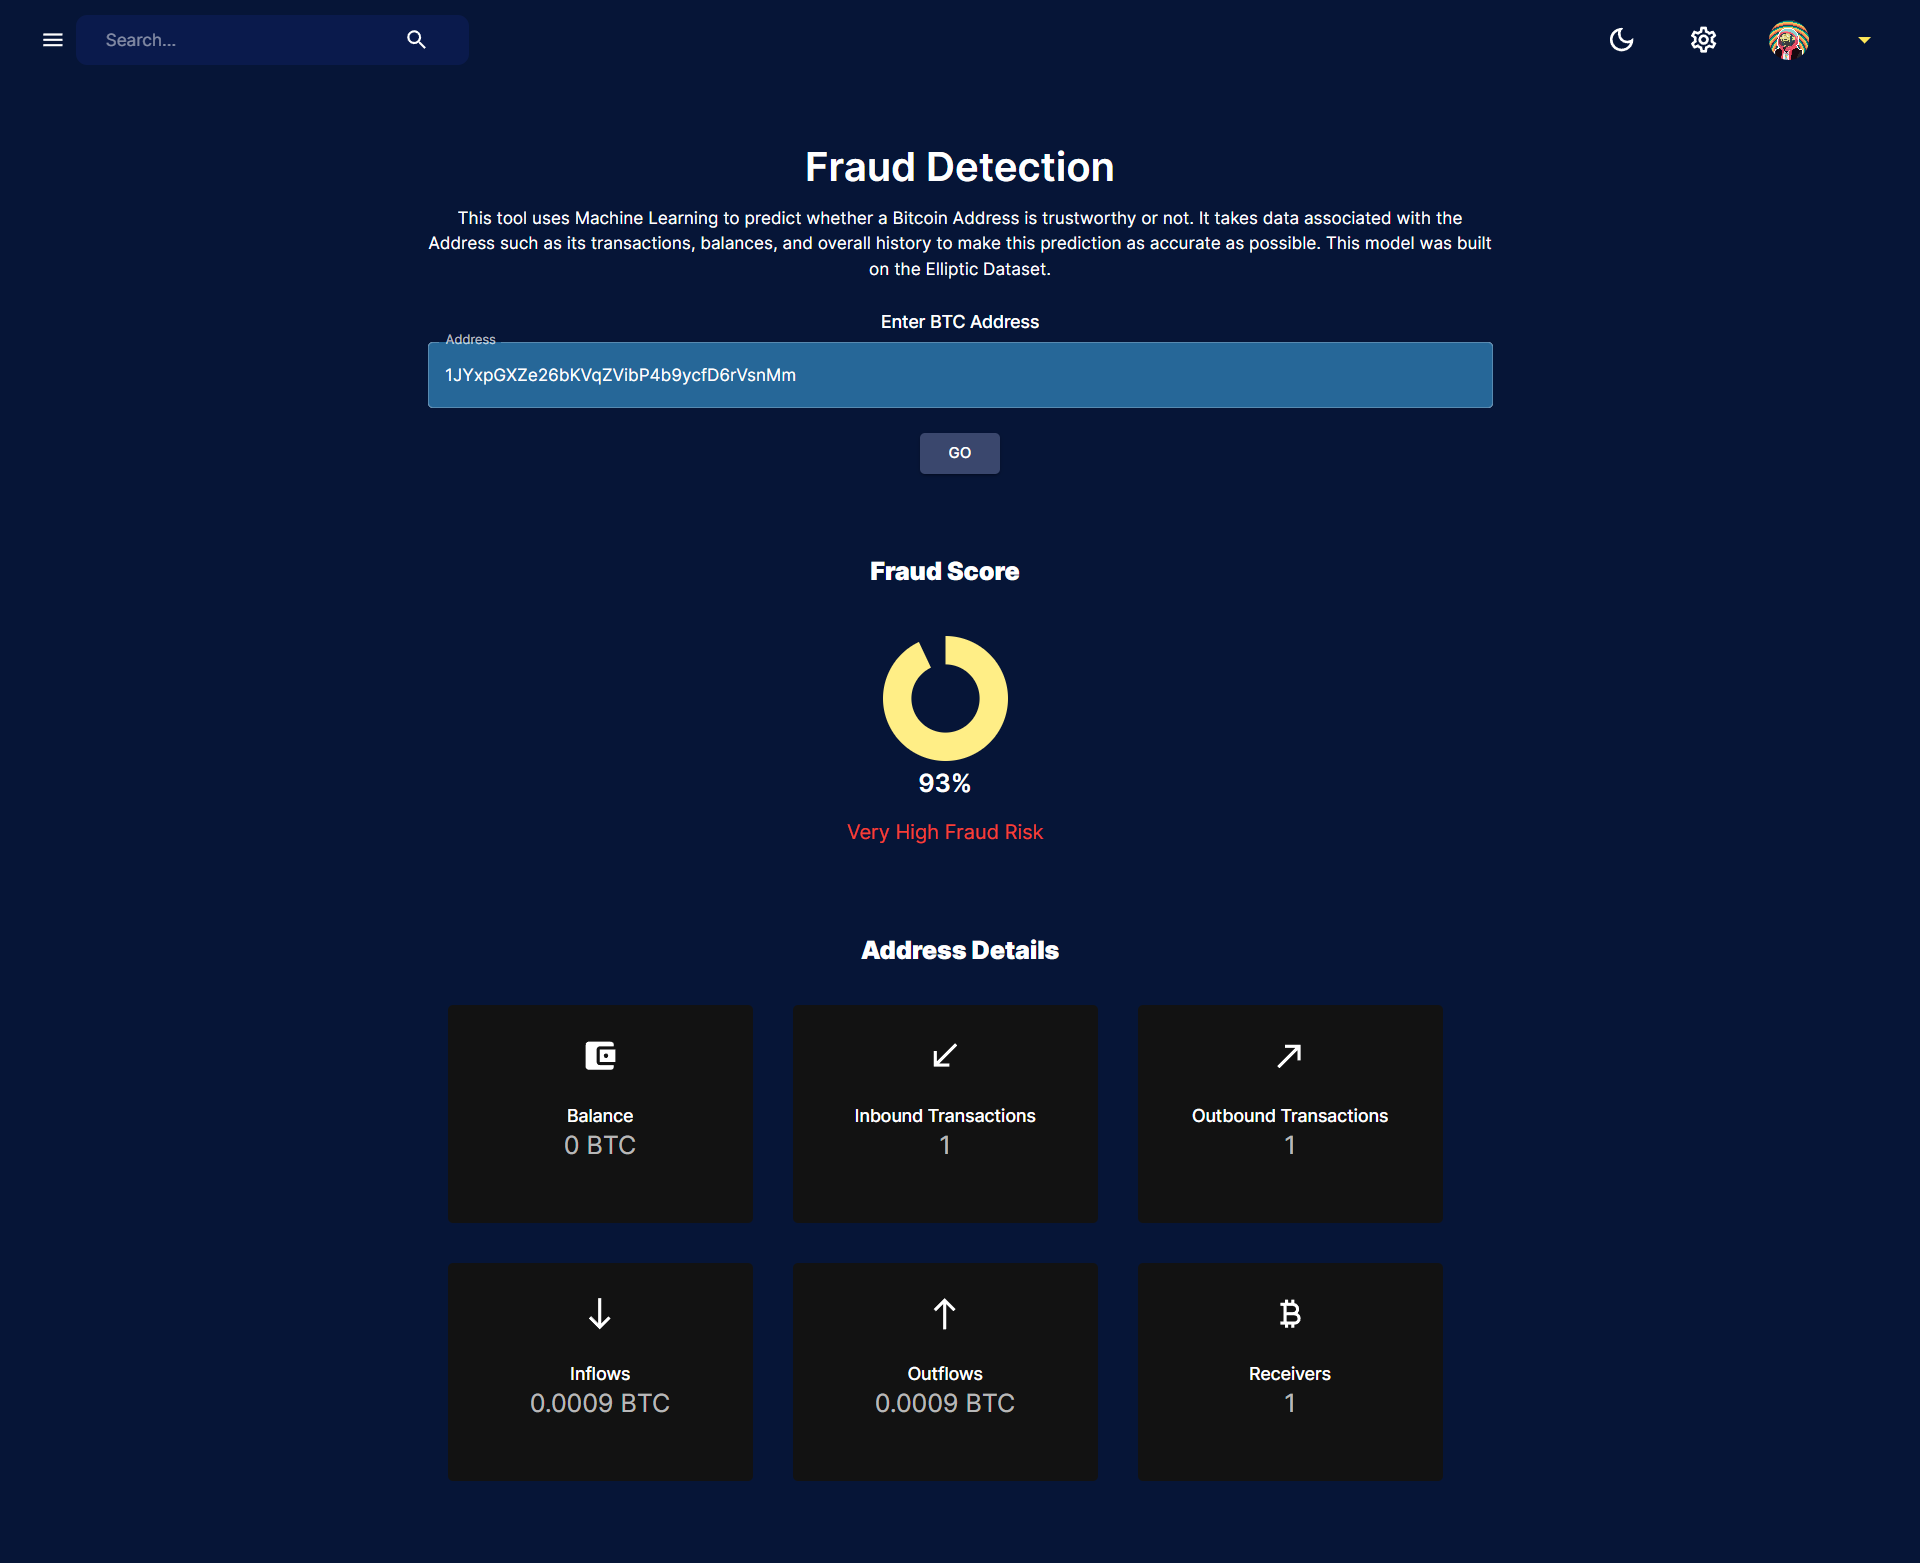 Search...
Fraud Detection
This tool uses Machine Learning to predict whether a Bitcoin Address is trustworthy or not. It takes data associated with the
Address such as its transactions, balances, and overall history to make this prediction as accurate as possible. This model was built
on the Elliptic Dataset.
Enter BTC Address
Address
1JYxpGXZe26bKVqZVibP4b9ycfD6rVsnMm
GO
Fraud Score
93%
Very High Fraud Risk
Address Details
Balance
0 BTC
Inbound Transactions
1
Outbound Transactions
1
Inflows
0.0009 BTC
Outflows
0.0009 BTC
Receivers
1